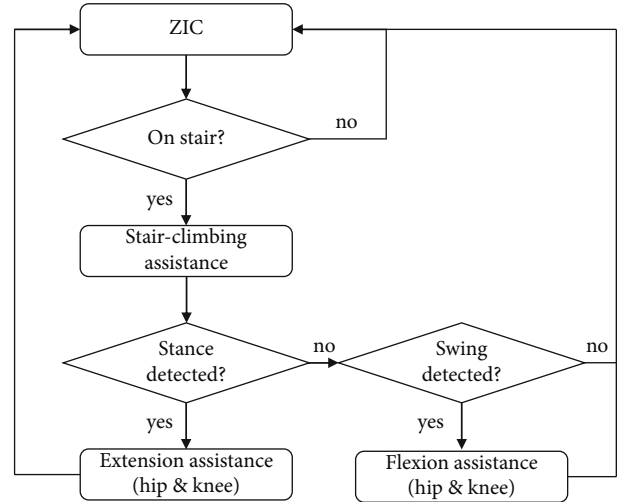 ZIC
On stair?
no
yes
Stair-climbing
assistance
Stance
detected?
no
Swing
detected?
no
yes
yes
Extension assistance
(hip & knee)
Flexion assistance
(hip & knee)